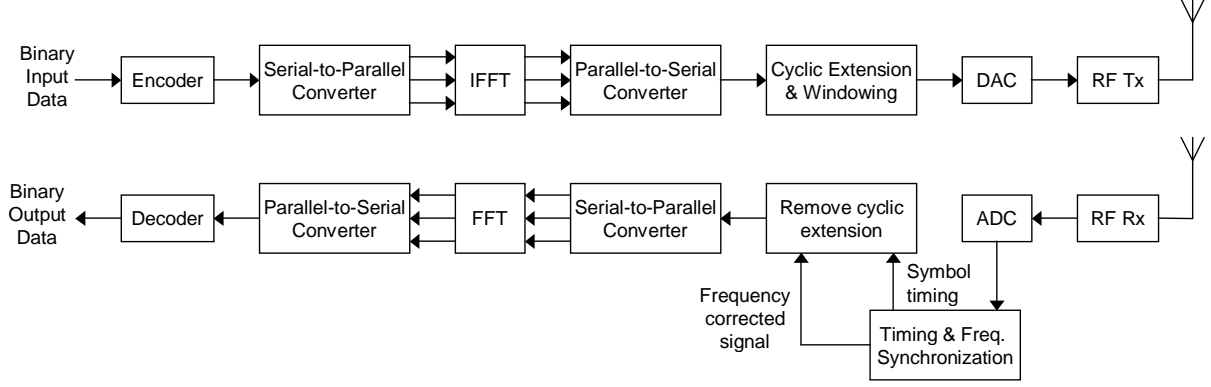 Binary
Input
Data
Encoder
Serial-to-Parallel
Converter
IFFT
Parallel-to-Serial
Converter
Cyclic Extension
& Windowing
DAC
RF Tx
Binary
Output
Data
Decoder
Parallel-to-Serial
Converter
FFT
Serial-to-Parallel
Converter
Remove cyclic
extension
ADC
RF Rx
Frequency
corrected
signal
Symbol
timing
Timing & Freq.
Synchronization